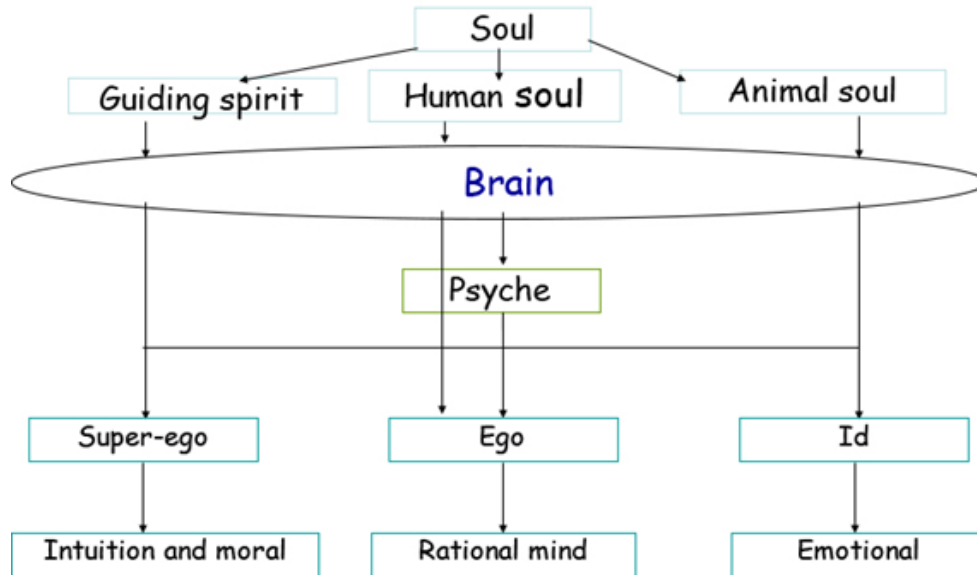 Soul
Guiding spirit
Human soul
Animal soul
Brain
Psyche
Super-ego
Ego
Id
Intuition and moral
Rational mind
Emotional